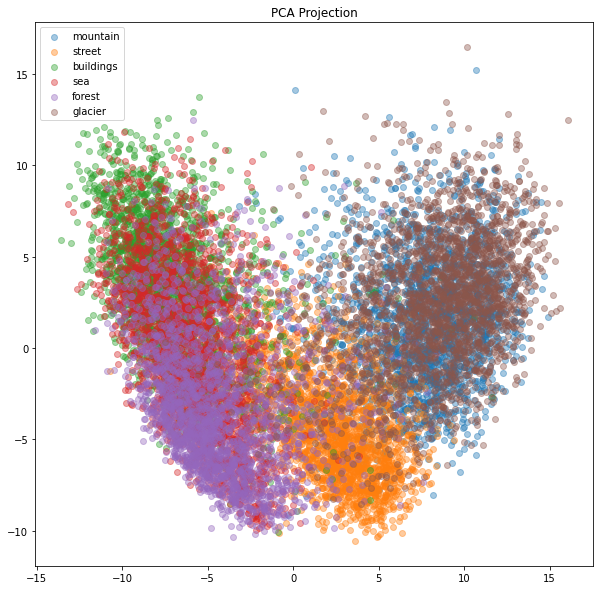 PCA Projection
mountain
street
buildings
sea
forest
glacier
15
10
5
0
−5
−10
−15
−10
−5
0
5
10
15